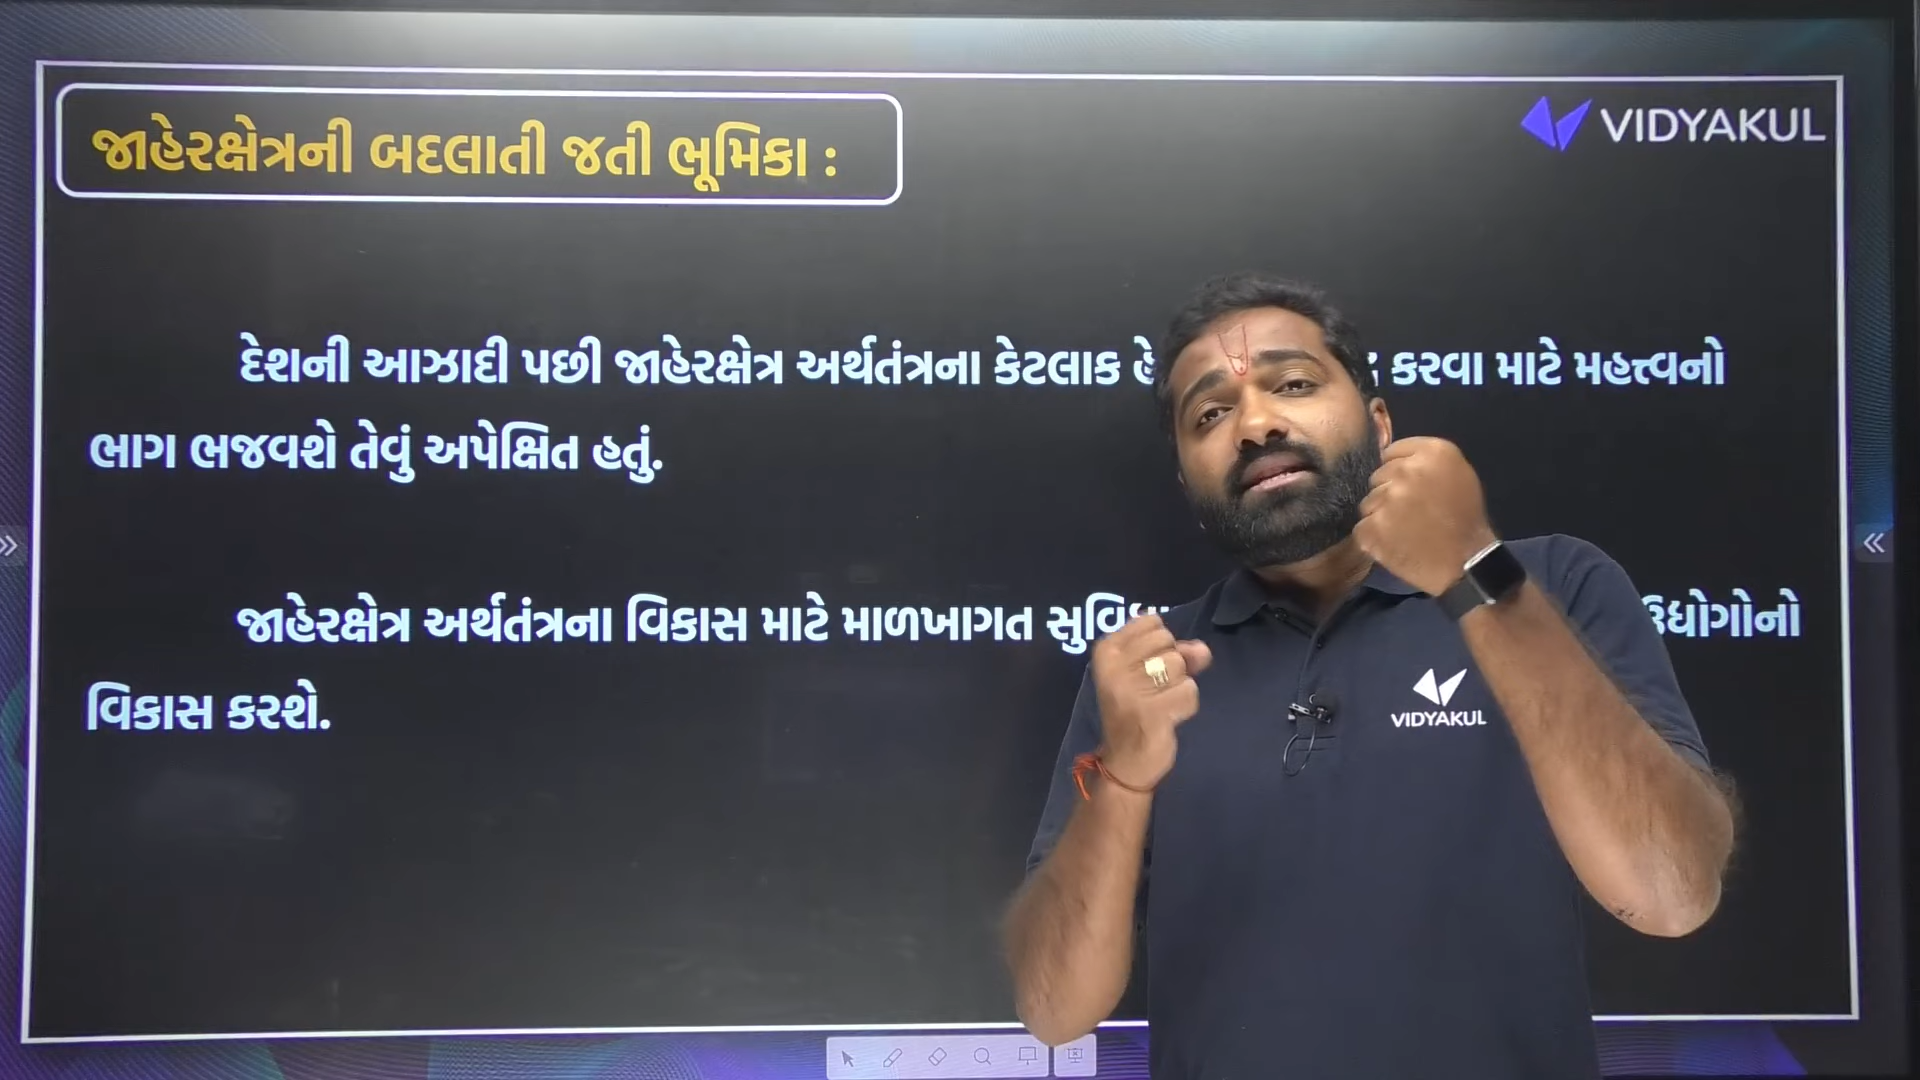 જાહેરક્ષેત્રની બદલાતી જતી ભૂમિકા :
VIDYAKUL
દેશની આઝાદી પછી જાહેરક્ષેત્ર અર્થતંત્રના કેટલાક કરવા માટે મહત્ત્વનો
ભાગ ભજવશે તેવું અપેક્ષિત હતું.
જાહેરક્ષેત્ર અર્થતંત્રના વિકાસ માટે માળખાગત
વિકાસ કરશે.
VIDYAKUL